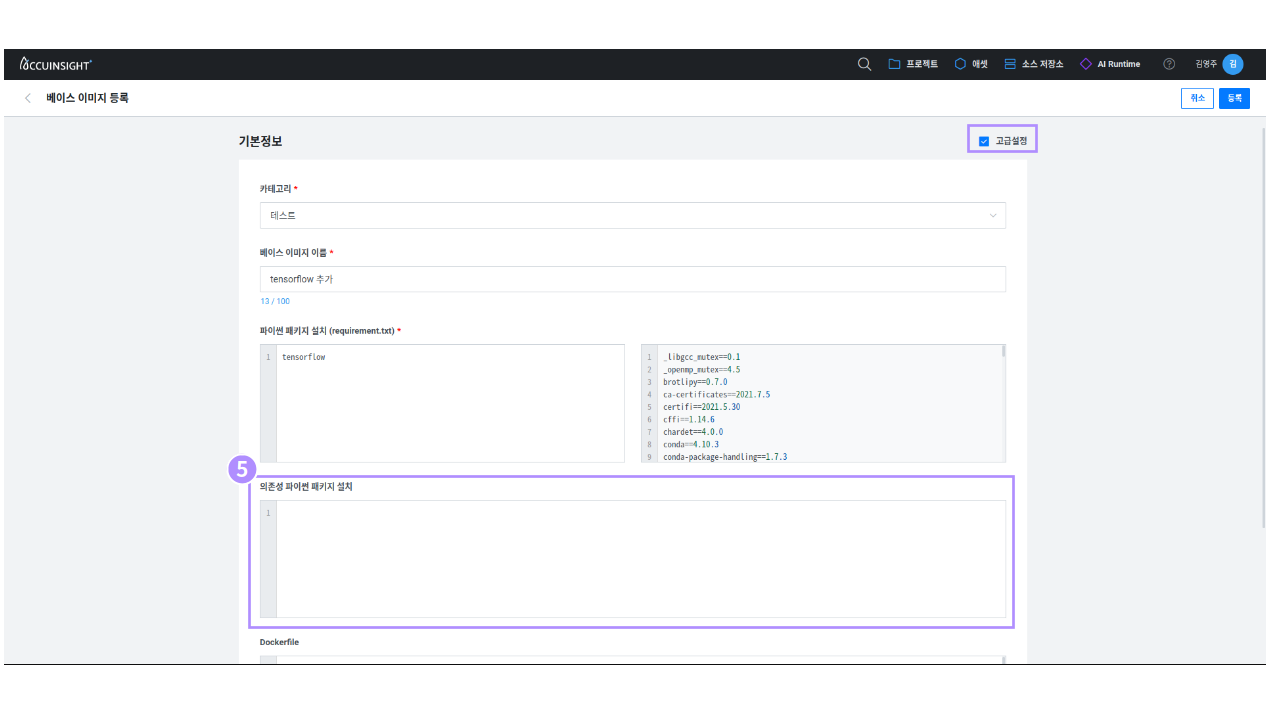 ACCUINSIGHT+
프로젝트
애셋
소스 저장소
AI Runtime
?
김영주
김
베이스 이미지 등록
취소
등록
기본정보
고급설정
카테고리 *
테스트
베이스 이미지 이름 *
tensorflow 추가
13 / 100
파이썬 패키지 설치 (requirement.txt) *
1 tensorflow
1 _libgcc_mutex==0.1
2 _openmp_mutex==4.5
3 brotlipy==0.7.0
4 ca-certificates==2021.7.5
5 certifi==2021.5.30
6 cffi==1.14.6
7 chardet==4.0.0
8 conda==4.10.3
9 conda-package-handling==1.7.3
5
의존성 파이썬 패키지 설치
1
Dockerfile